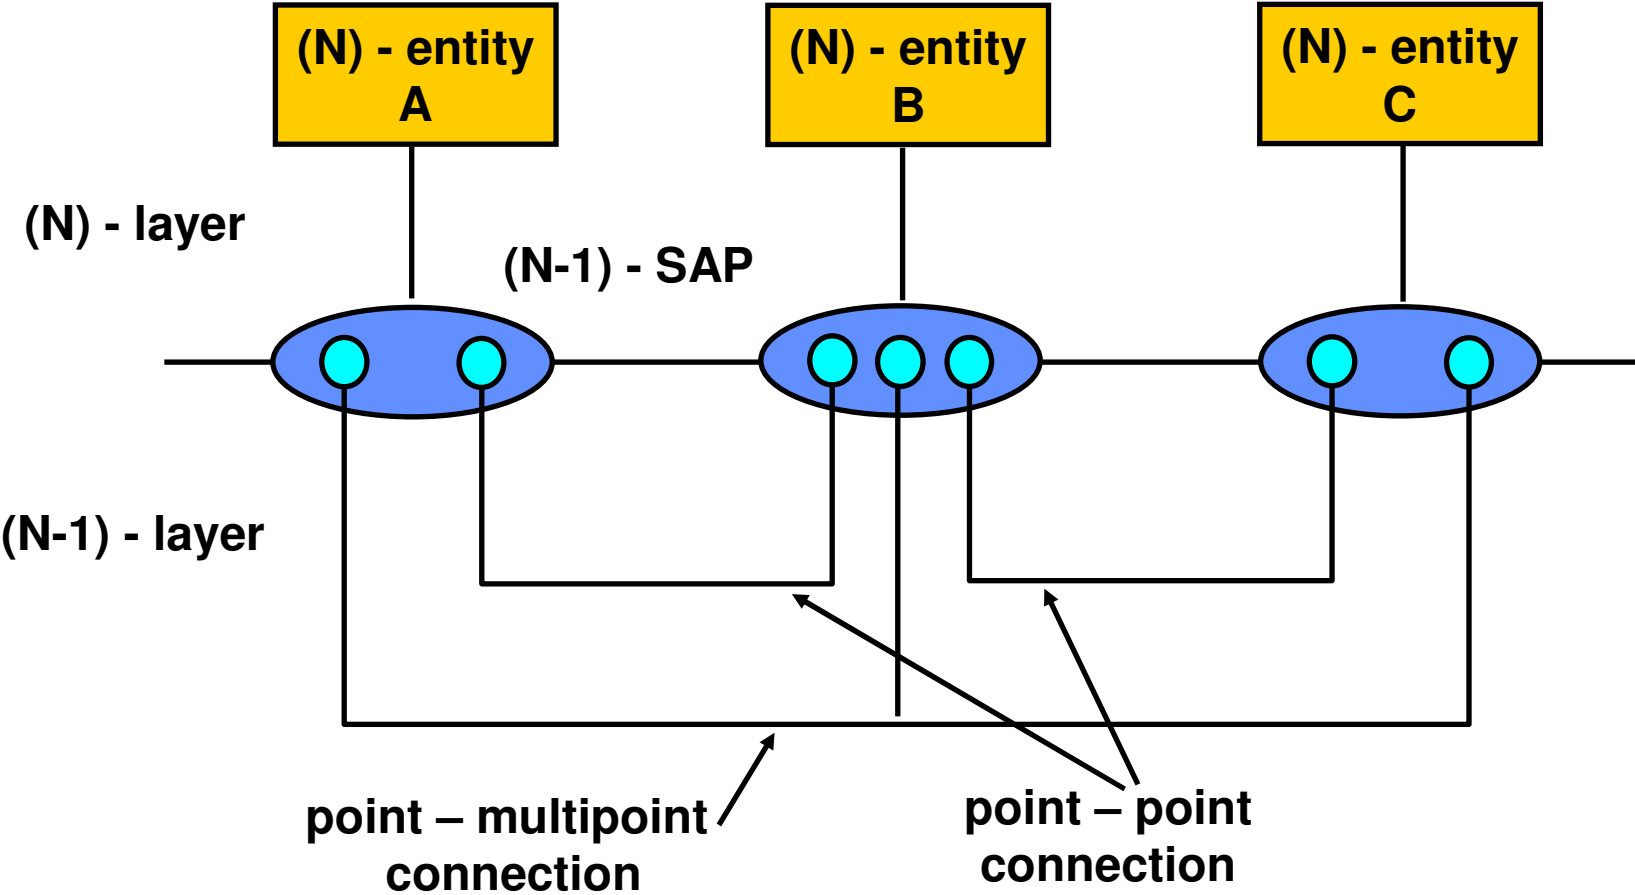 (N) - entity
A
(N) - entity
B
(N) - entity
C
(N) - layer
(N-1) - SAP
(N-1) - layer
point – multipoint
connection
point – point
connection